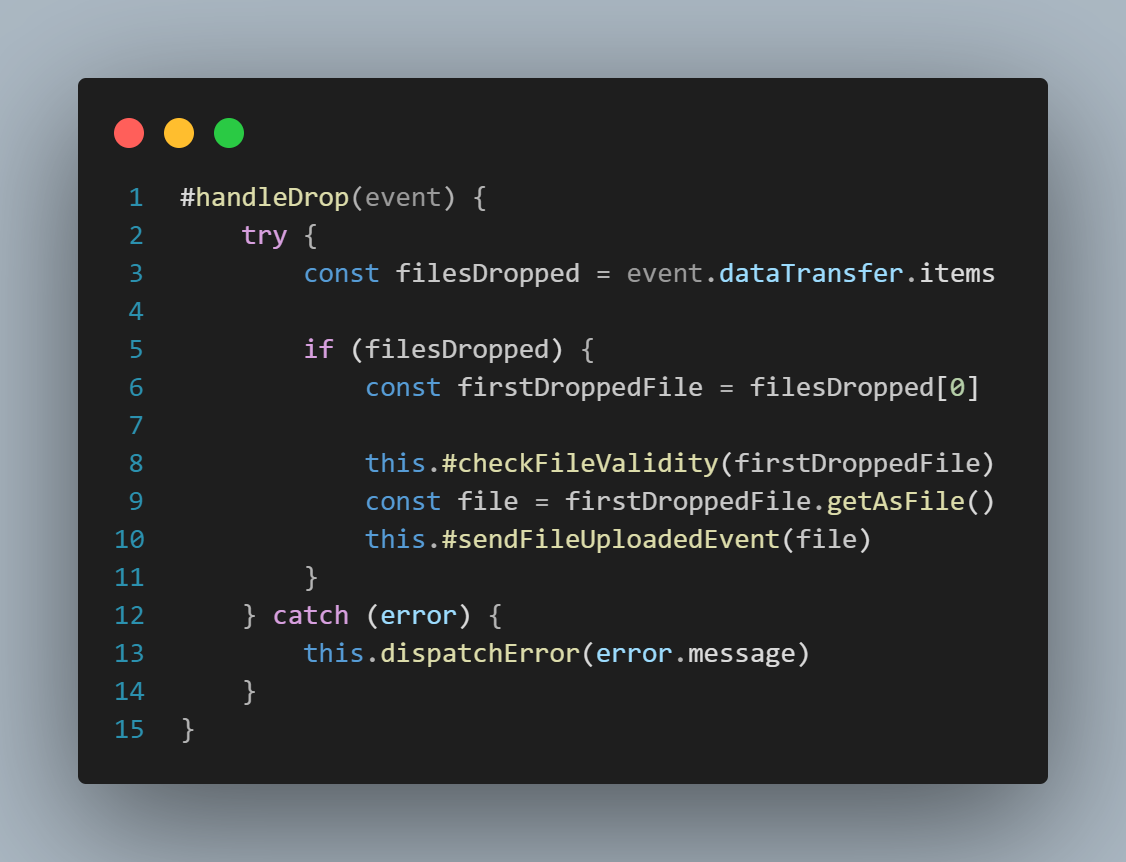 1 #handleDrop(event) {
2     try {
3         const filesDropped = event.dataTransfer.items
4
5         if (filesDropped) {
6             const firstDroppedFile = filesDropped[0]
7
8             this.#checkFileValidity(firstDroppedFile)
9             const file = firstDroppedFile.getAsFile()
10             this.#sendFileUploadedEvent(file)
11         }
12     } catch (error) {
13         this.dispatchError(error.message)
14     }
15 }